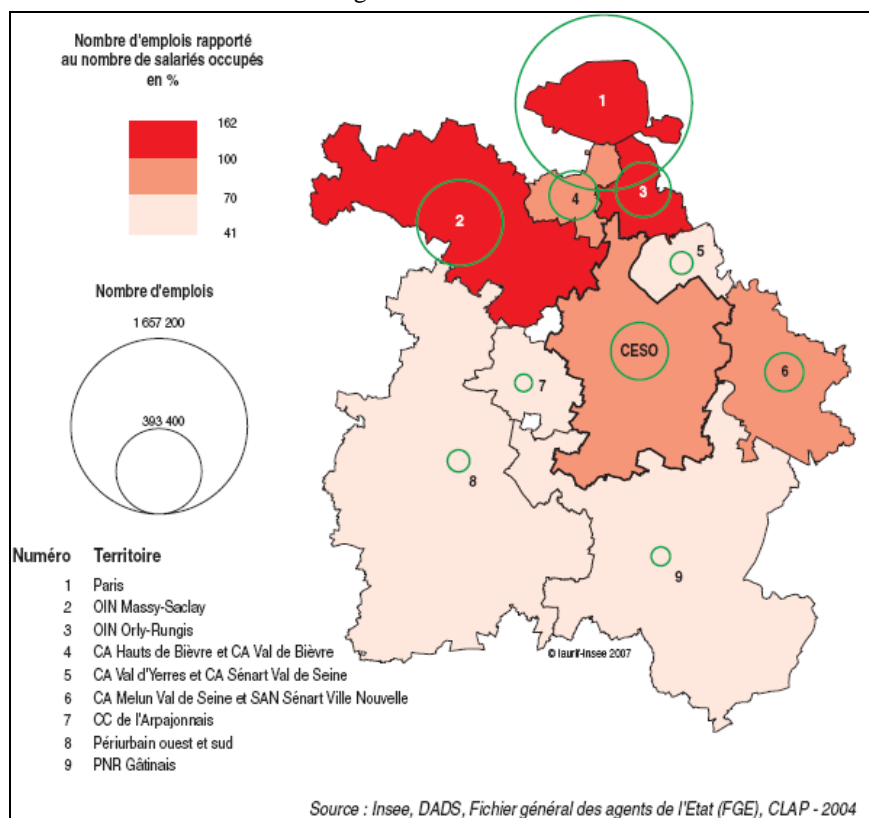 Nombre d'emplois rapporté
au nombre de salariés occupés
en %
162
100
70
41
Nombre d'emplois
1 657 200
393 400
1
2
3
4
5
CESO
6
7
8
9
© Iaurif-insee 2007
Numéro Territoire
1 Paris
2 OIN Massy-Saclay
3 OIN Orly-Rungis
4 CA Hauts de Bièvre et CA Val de Bièvre
5 CA Val d'Yerres et CA Sénart Val de Seine
6 CA Melun Val de Seine et SAN Sénart Ville Nouvelle
7 CC de l'Arpajonnais
8 Périurbain ouest et sud
9 PNR Gâtinais
Source : Insee, DADS, Fichier général des agents de l'Etat (FGE), CLAP - 2004